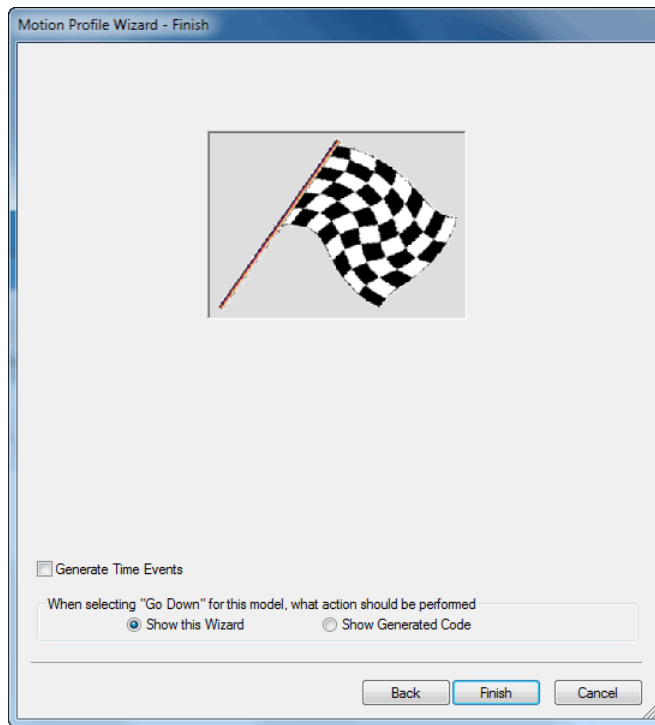 Motion Profile Wizard - Finish
Generate Time Events
When selecting "Go Down" for this model, what action should be performed
Show this Wizard Show Generated Code
Back Finish Cancel